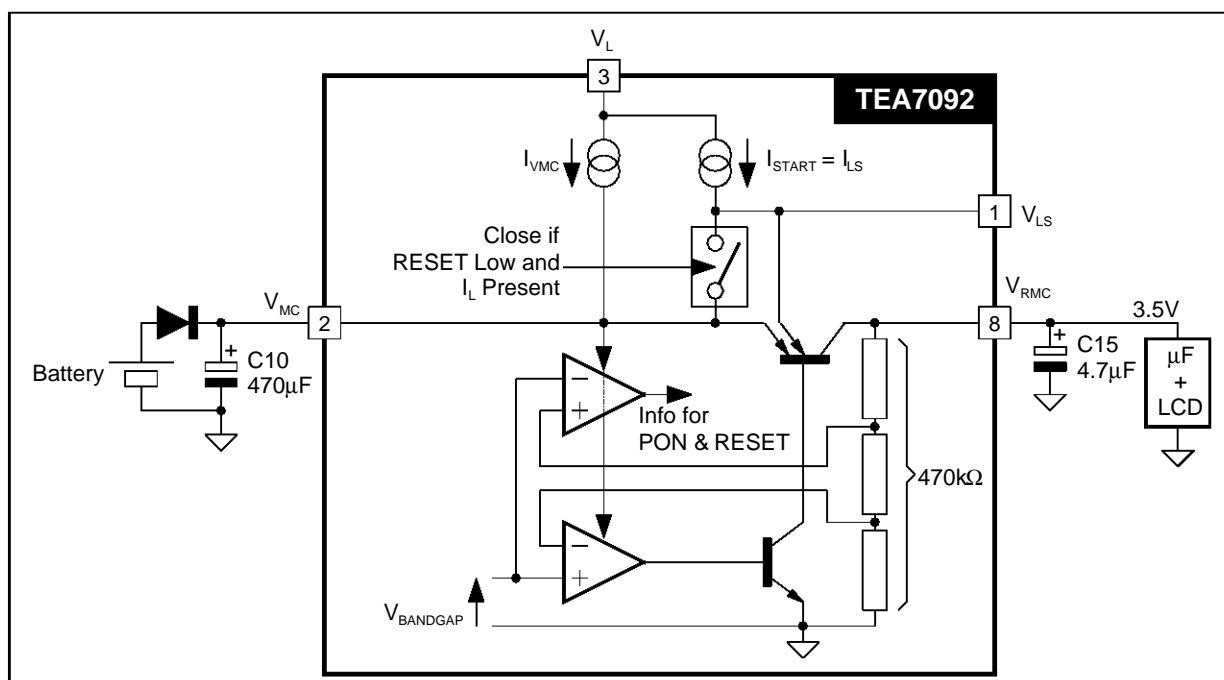 V_L
3
TEA7092
I_VMC
I_START = I_LS
1
V_LS
Close if
RESET Low and
I_L Present
V_MC
2
V_RMC
8
3.5V
+
C10
470μF
Battery
+
C15
4.7μF
μF
+
LCD
−
+
Info for
PON & RESET
470kΩ
−
+
V_BANDGAP